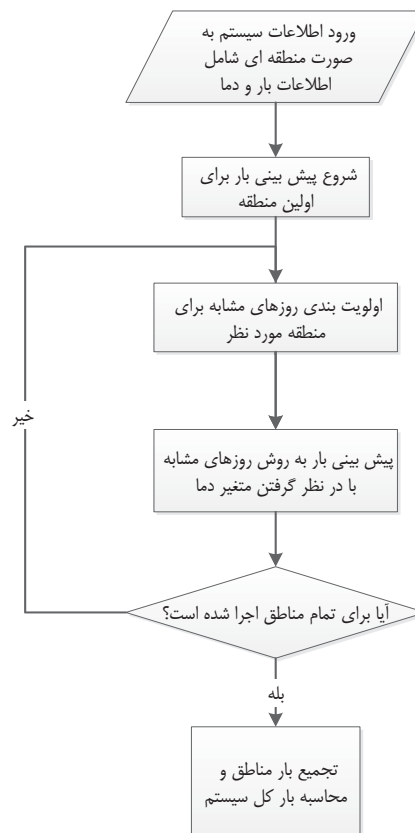 ورود اطلاعات سیستم به
صورت منطقه ای شامل
اطلاعات بار و دما
شروع پیش بینی بار برای
اولین منطقه
اولویت بندی روزهای مشابه برای
منطقه مورد نظر
پیش بینی بار به روش روزهای مشابه
با در نظر گرفتن متغیر دما
خیر
آیا برای تمام مناطق اجرا شده است؟
بله
تجمیع بار مناطق و
محاسبه بار کل سیستم